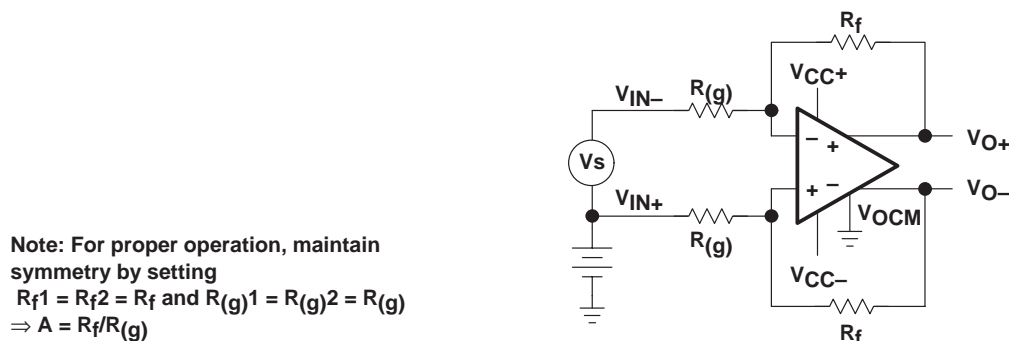 Rf
VCC+
R(g)
VIN−
VO+
Vs
VIN+
VO−
R(g)
VOCM
VCC−
Rf
Note: For proper operation, maintain
symmetry by setting
Rf1 = Rf2 = Rf and R(g)1 = R(g)2 = R(g)
⇒ A = Rf/R(g)